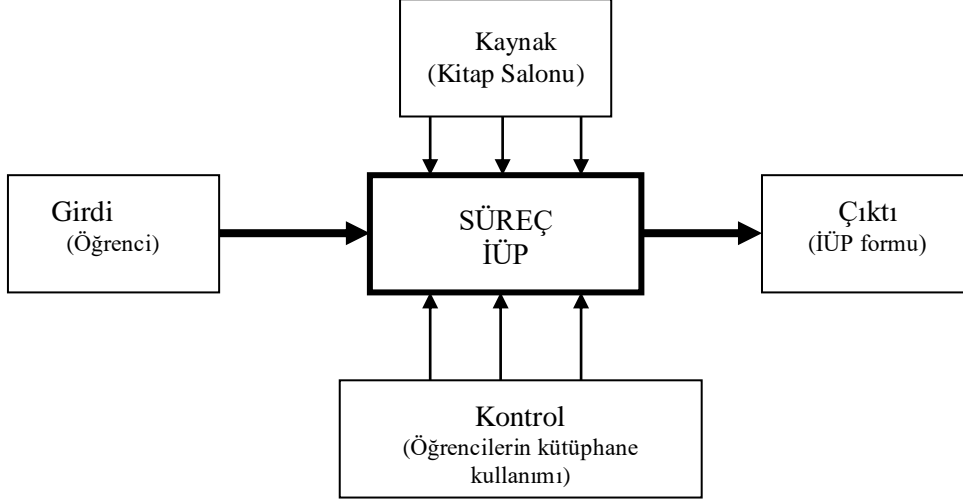 Kaynak
(Kitap Salonu)
Girdi
(Öğrenci)
SÜREÇ
İÜP
Çıktı
(İÜP formu)
Kontrol
(Öğrencilerin kütüphane
kullanımı)